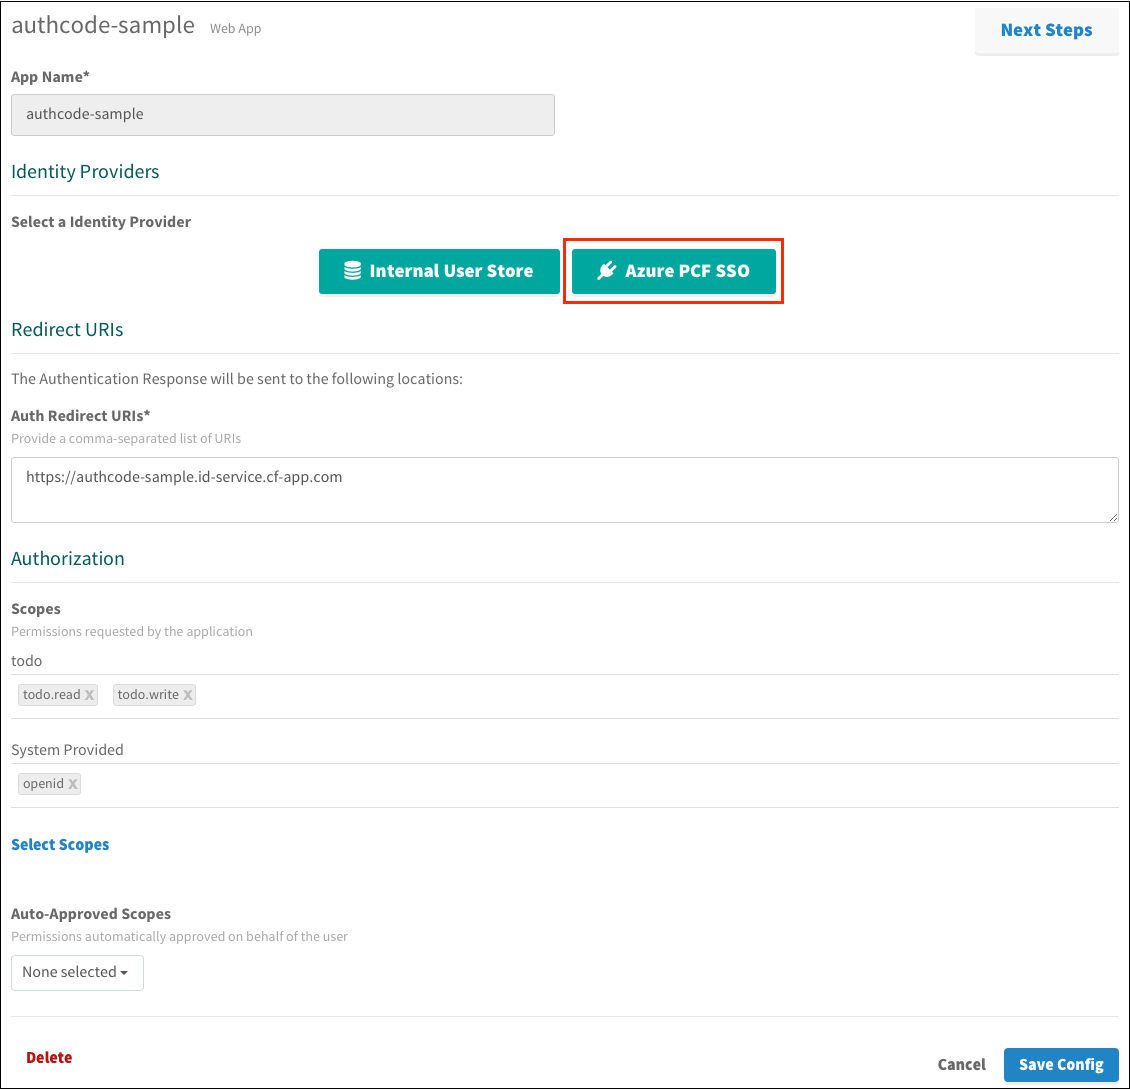 authcode-sample Web App
Next Steps
App Name*
authcode-sample
Identity Providers
Select a Identity Provider
Internal User Store
Azure PCF SSO
Redirect URIs
The Authentication Response will be sent to the following locations:
Auth Redirect URIs*
Provide a comma-separated list of URIs
https://authcode-sample.id-service.cf-app.com
Authorization
Scopes
Permissions requested by the application
todo
todo.read X todo.write X
System Provided
openid X
Select Scopes
Auto-Approved Scopes
Permissions automatically approved on behalf of the user
None selected
Delete
Cancel
Save Config